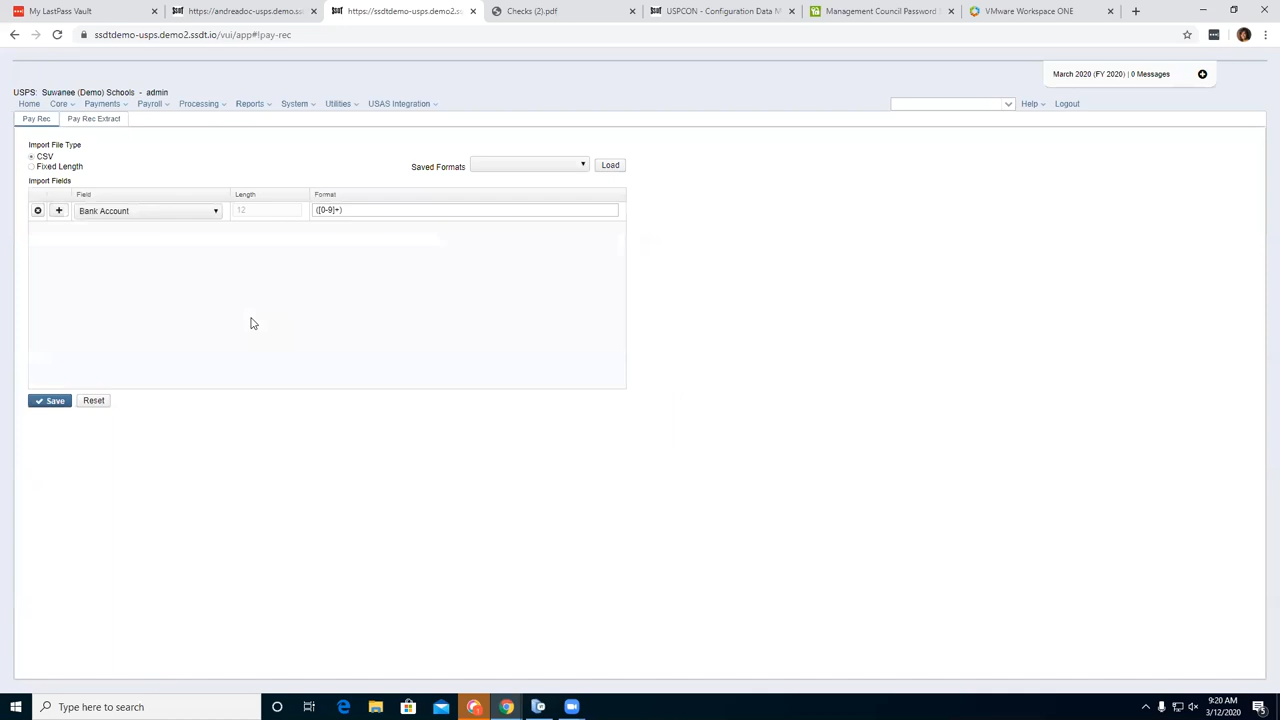 My LastPass Vault
https://andreadoc-usps.demo.ssd
https://ssdtdemo-usps.demo2.ss
Checks (2).pdf
USPCON - Configuration Data M
Management Council Password
VMware Workspace ONE
ssdtdemo-usps.demo2.ssdt.io/vui/app#!pay-rec
March 2020 (FY 2020) | 0 Messages
USPS: Suwanee (Demo) Schools - admin
Home Core Payments Payroll Processing Reports System Utilities USAS Integration Help Logout
Pay Rec Pay Rec Extract
Import File Type
CSV
Fixed Length
Saved Formats Load
Import Fields
Field Length Format
Bank Account 12 ([0-9]+)
Save Reset
Type here to search
9:20 AM
3/12/2020
5